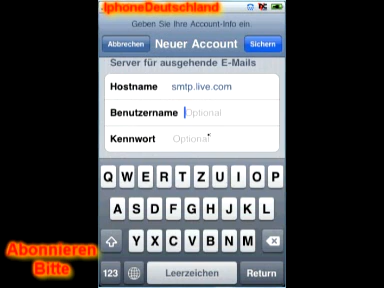 IphoneDeutschland
Geben Sie Ihre Account-Info ein.
Abbrechen Neuer Account Sichern
Server für ausgehende E-Mails
Hostname smtp.live.com
Benutzername Optional
Kennwort Optional
Q W E R T Z U I O P
A S D F G H J K L
Y X C V B N M
123 Leerzeichen Return
Abonnieren
Bitte